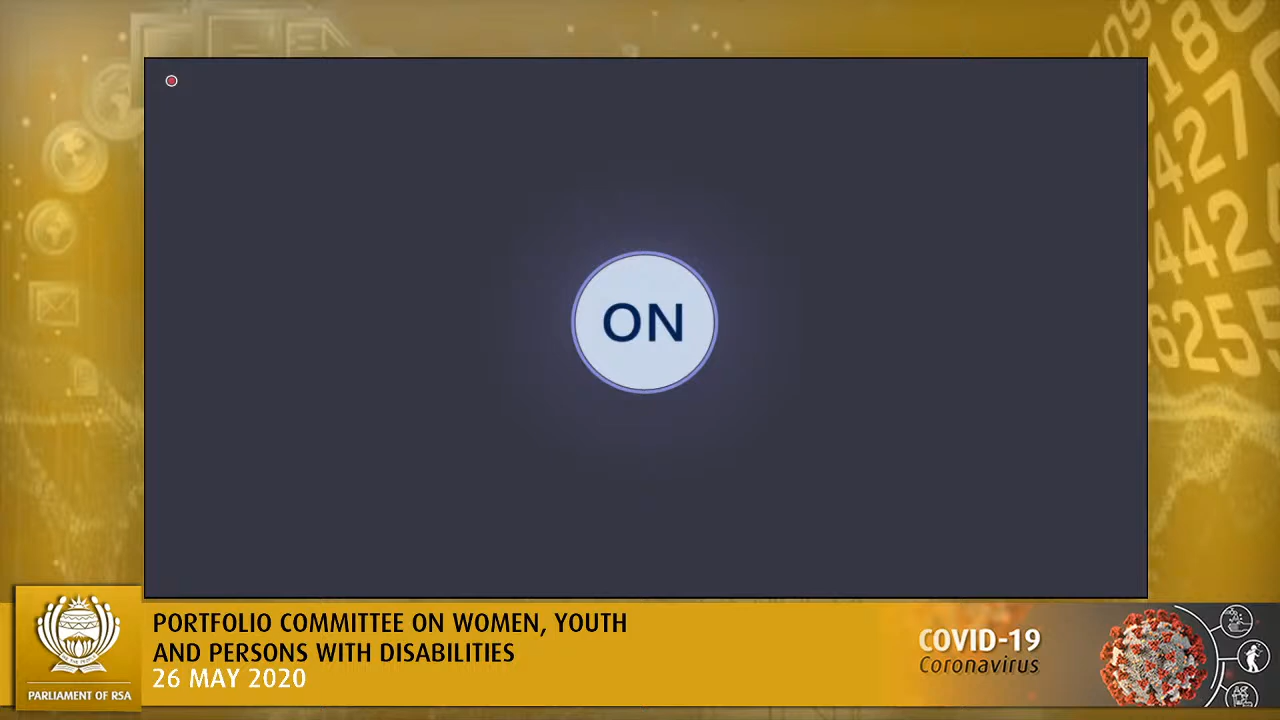 ON
PORTFOLIO COMMITTEE ON WOMEN, YOUTH
AND PERSONS WITH DISABILITIES
26 MAY 2020
PARLIAMENT OF RSA
COVID-19
Coronavirus